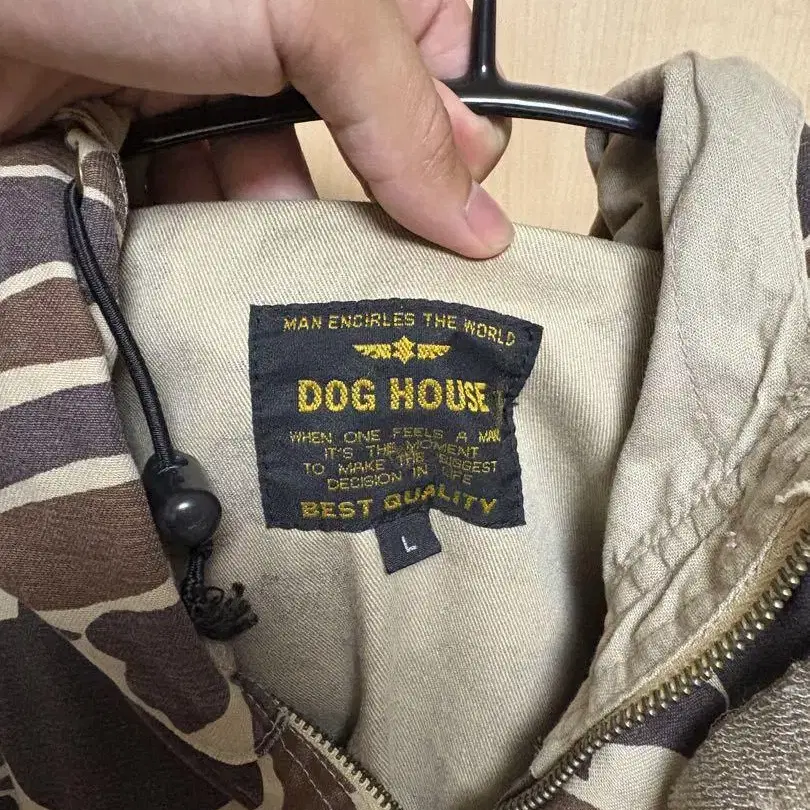 MAN ENCIRLES THE WORLD
DOG HOUSE
WHEN ONE FEELS A MAN
IT'S THE MOMENT
TO MAKE THE BIGGEST
DECISION IN LIFE
BEST QUALITY
L